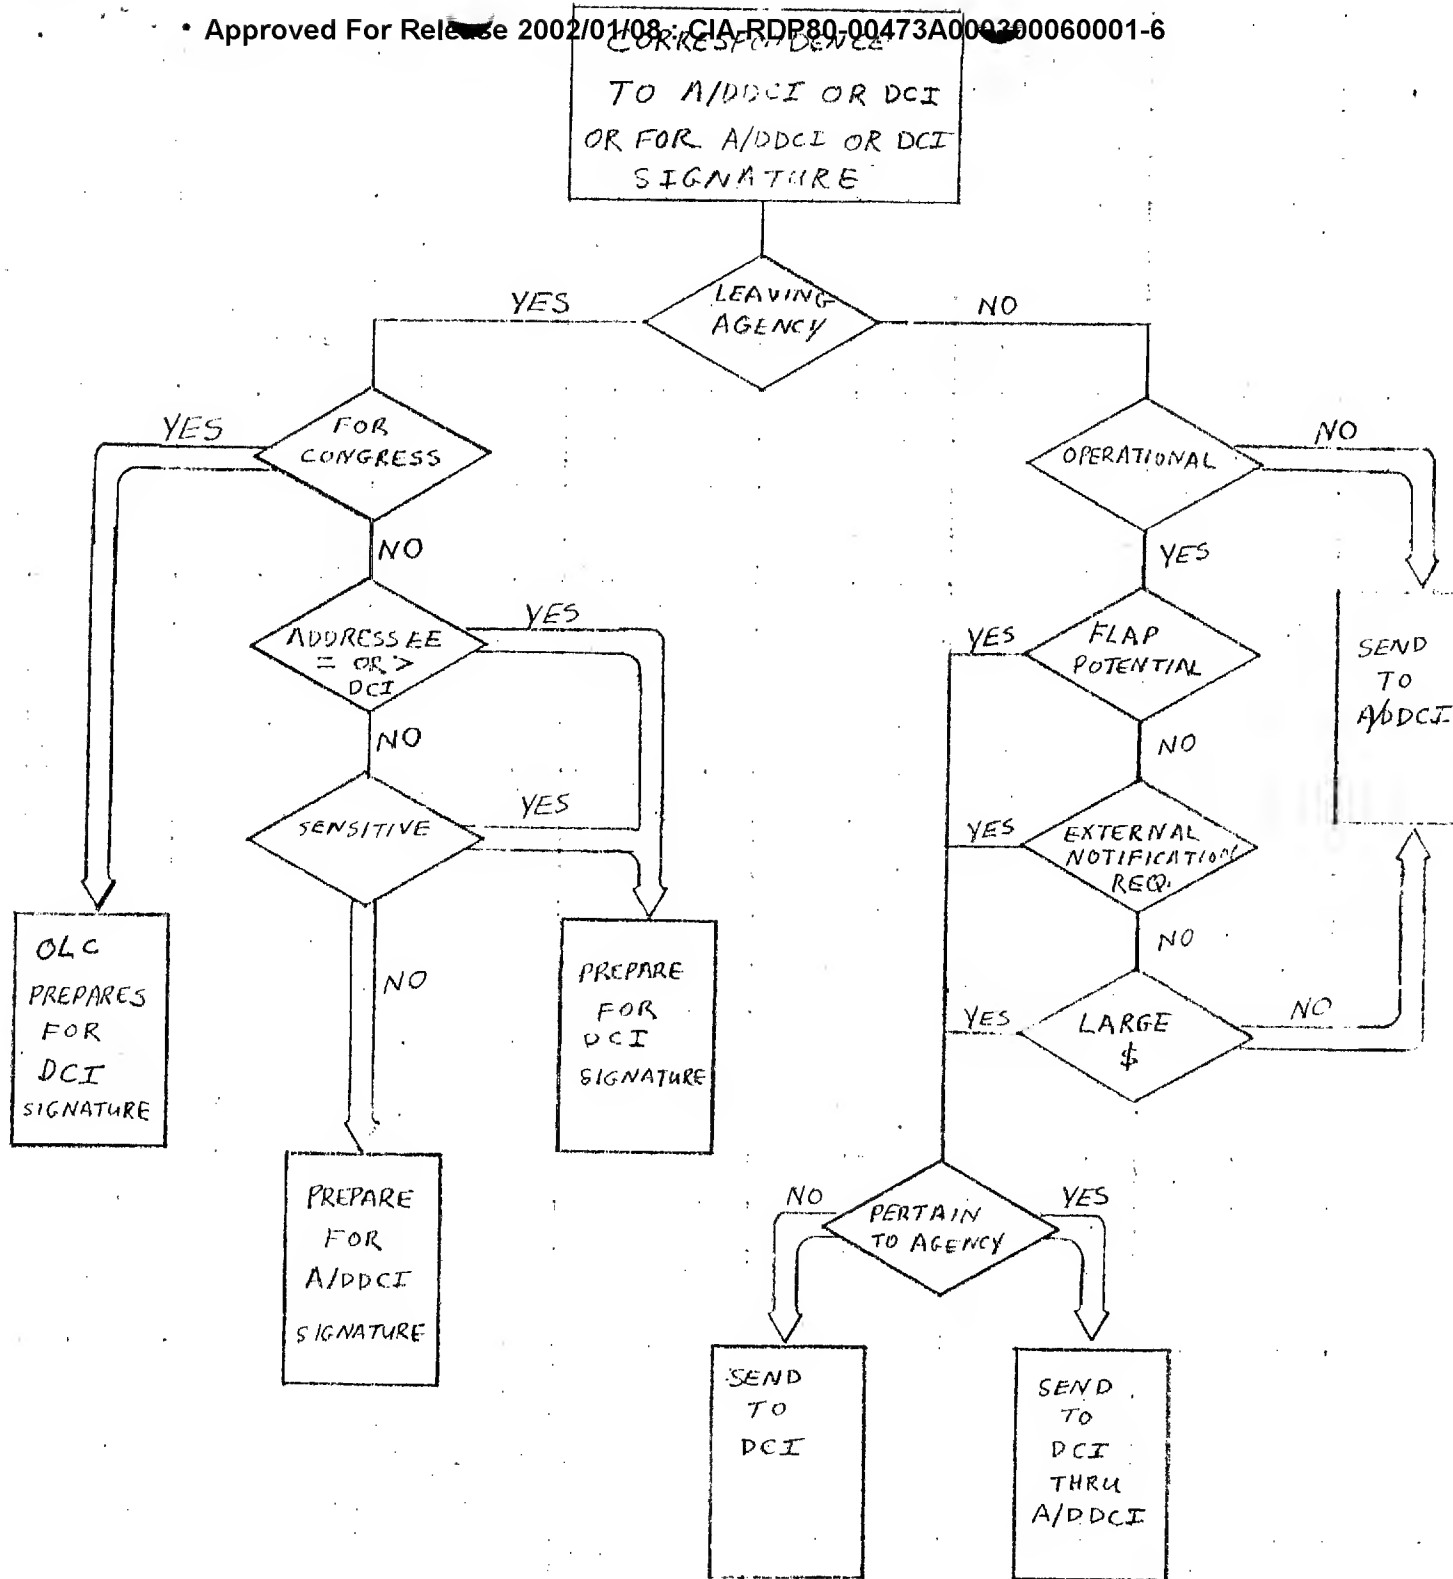 • Approved For Release 2002/01/08 : CIA-RDP80-00473A000300060001-6
CORRESPONDENCE
TO A/DDCI OR DCI
OR FOR A/DDCI OR DCI
SIGNATURE
LEAVING
AGENCY
YES
NO
FOR
CONGRESS
YES
NO
OPERATIONAL
NO
YES
ADDRESSEE
= OR >
DCI
YES
NO
FLAP
POTENTIAL
YES
NO
SEND
TO
A/DDCI
SENSITIVE
YES
NO
EXTERNAL
NOTIFICATION
REQ.
YES
NO
LARGE
$
YES
NO
OLC
PREPARES
FOR
DCI
SIGNATURE
PREPARE
FOR
DCI
SIGNATURE
PREPARE
FOR
A/DDCI
SIGNATURE
PERTAIN
TO AGENCY
NO
YES
SEND
TO
DCI
SEND
TO
DCI
THRU
A/DDCI